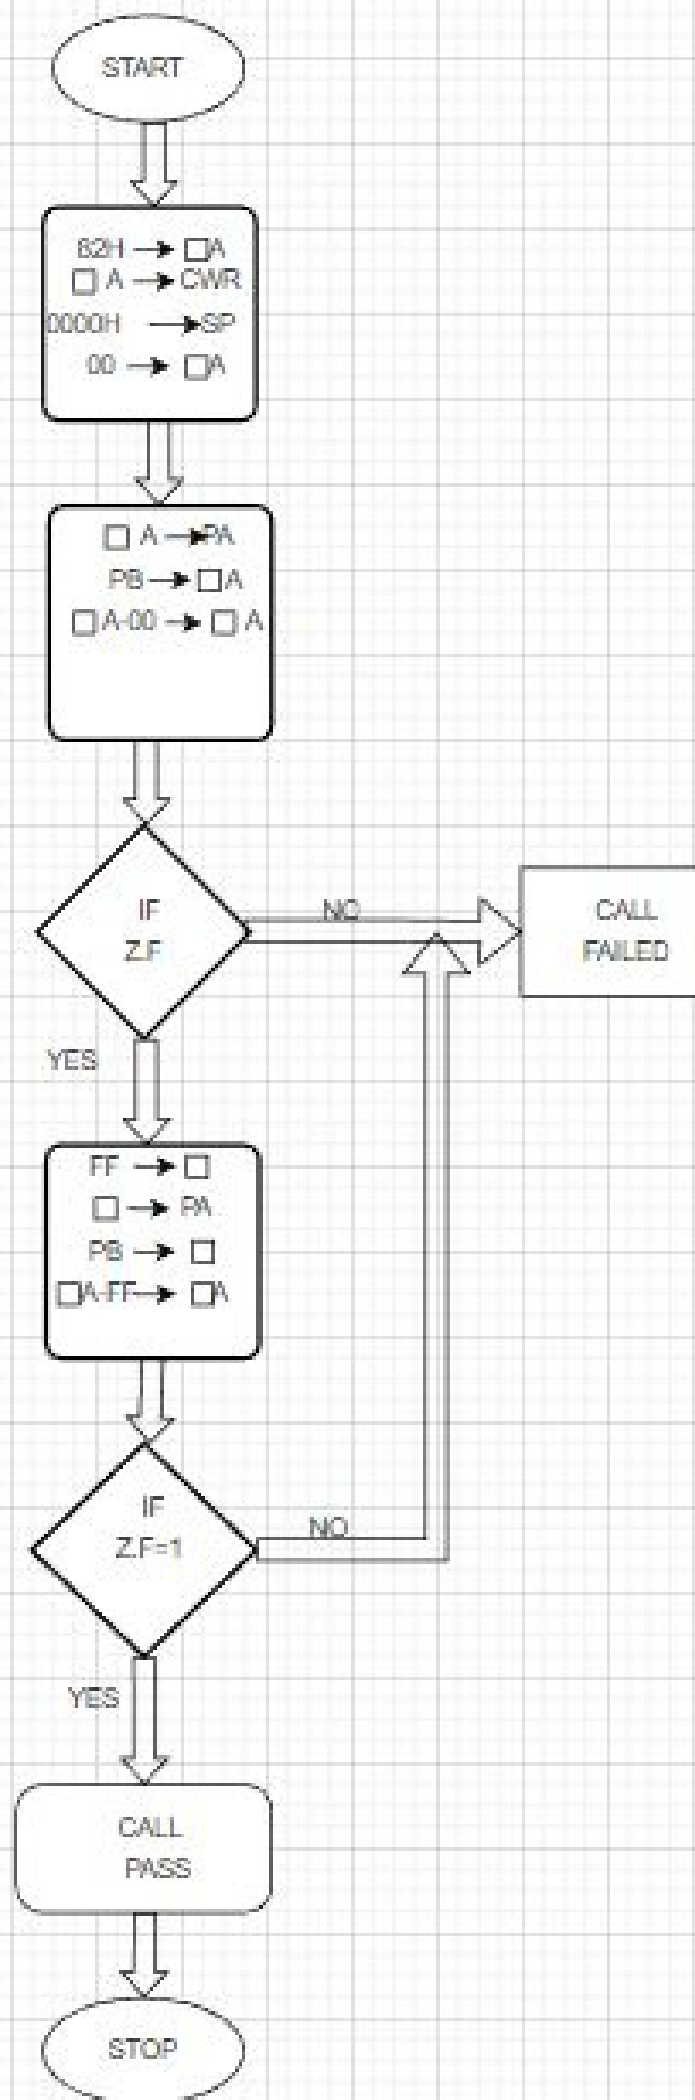 START
82H → □A
□ A → CWR
0000H → SP
00 → □A
□ A → PA
PB → □A
□A-00 → □ A
IF
Z.F
NO
CALL
FAILED
YES
FF → □
□ → PA
PB → □
□A-FF → □A
IF
Z.F=1
NO
YES
CALL
PASS
STOP